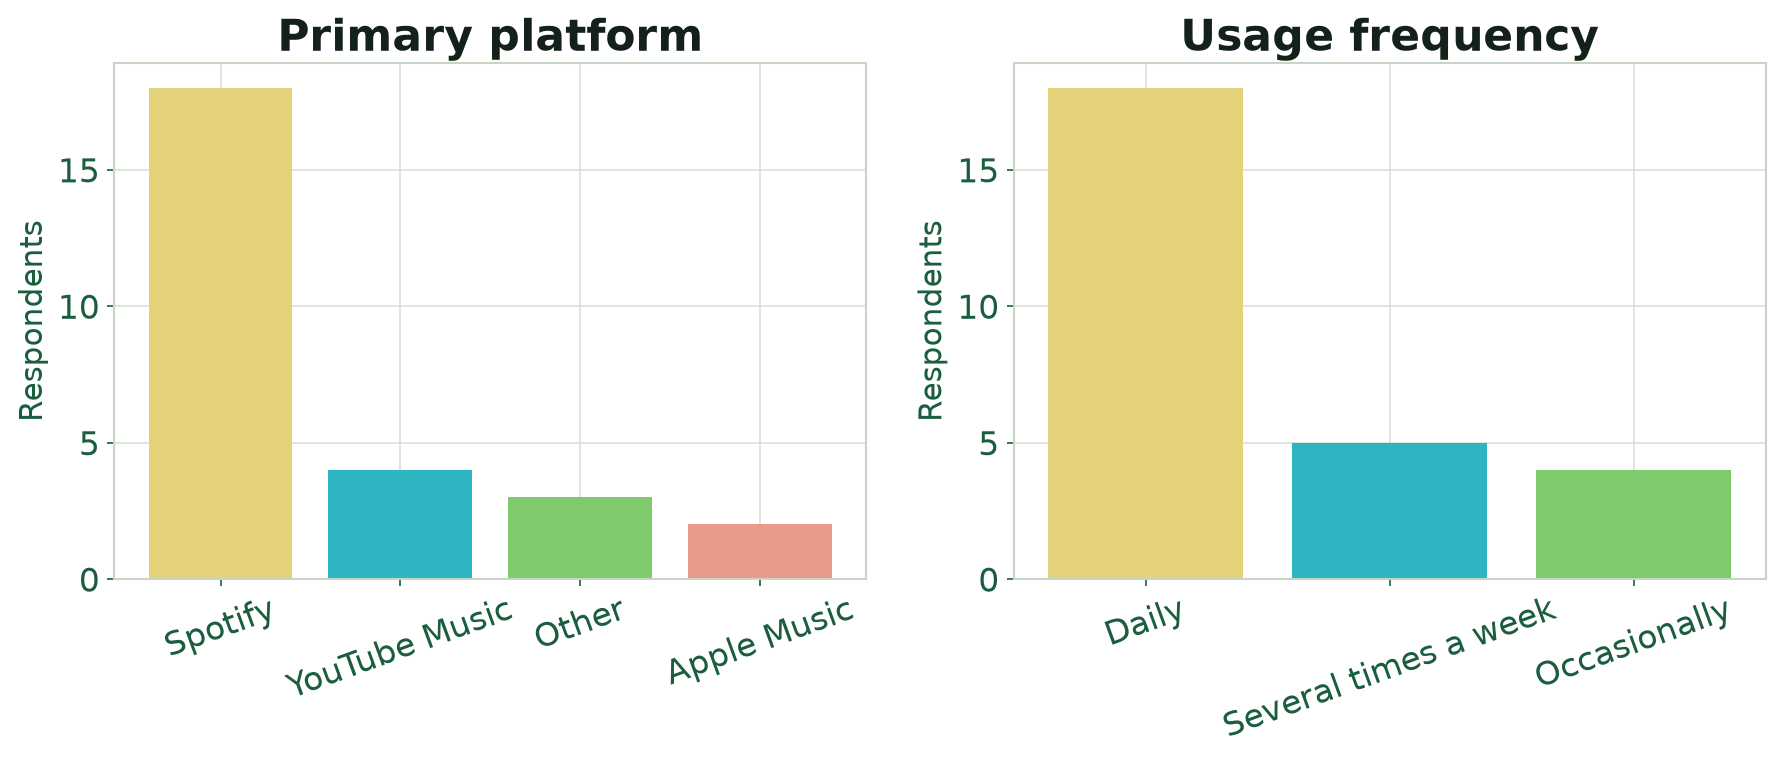 Primary platform
Respondents
15
10
5
0
Spotify
YouTube Music
Other
Apple Music
Usage frequency
Respondents
15
10
5
0
Daily
Several times a week
Occasionally